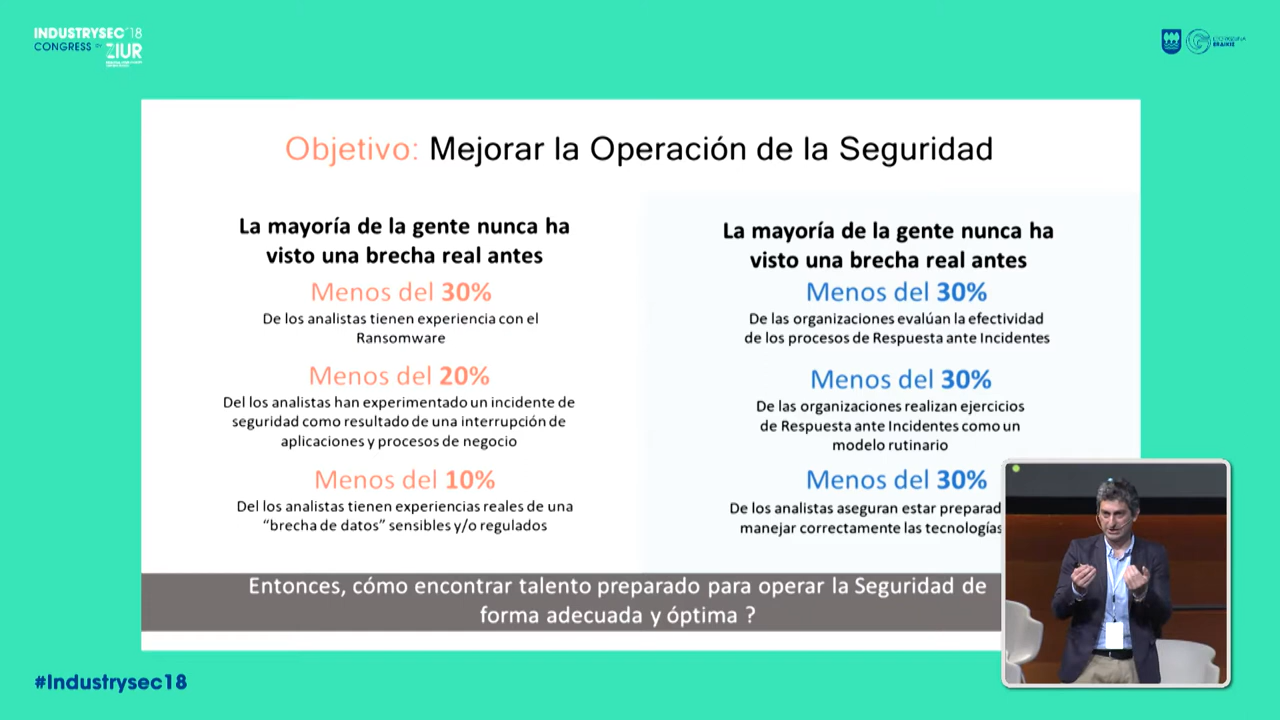 INDUSTRYSEC'18
CONGRESS BY ZIUR
Objetivo: Mejorar la Operación de la Seguridad
La mayoría de la gente nunca ha
visto una brecha real antes
Menos del 30%
De los analistas tienen experiencia con el
Ransomware
Menos del 20%
Del los analistas han experimentado un incidente de
seguridad como resultado de una interrupción de
aplicaciones y procesos de negocio
Menos del 10%
Del los analistas tienen experiencias reales de una
“brecha de datos” sensibles y/o regulados
La mayoría de la gente nunca ha
visto una brecha real antes
Menos del 30%
De las organizaciones evalúan la efectividad
de los procesos de Respuesta ante Incidentes
Menos del 30%
De las organizaciones realizan ejercicios
de Respuesta ante Incidentes como un
modelo rutinario
Menos del 30%
De los analistas aseguran estar preparad
manejar correctamente las tecnologías
Entonces, cómo encontrar talento preparado para operar la Seguridad de
forma adecuada y óptima ?
#Industrysec18